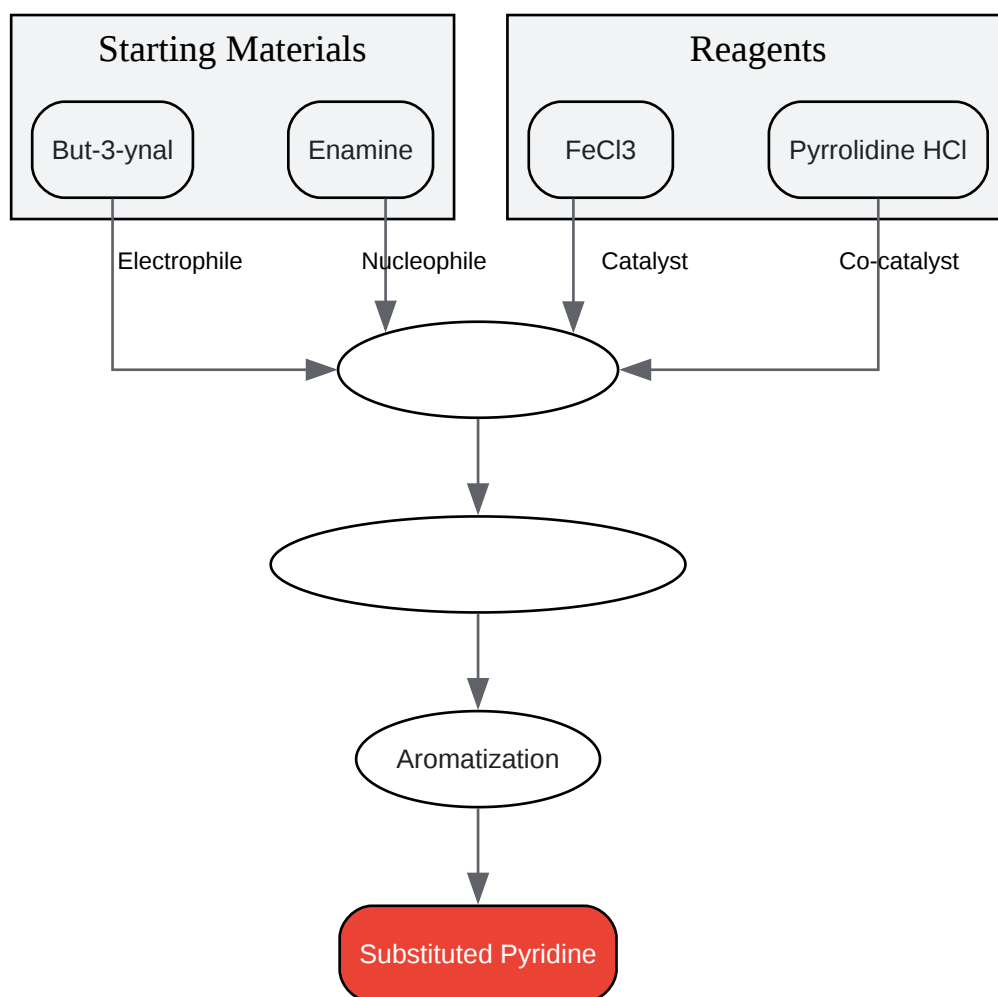 Starting Materials
Reagents
But-3-ynal
Enamine
FeCl3
Pyrrolidine HCl
Electrophile
Nucleophile
Catalyst
Co-catalyst
Aromatization
Substituted Pyridine